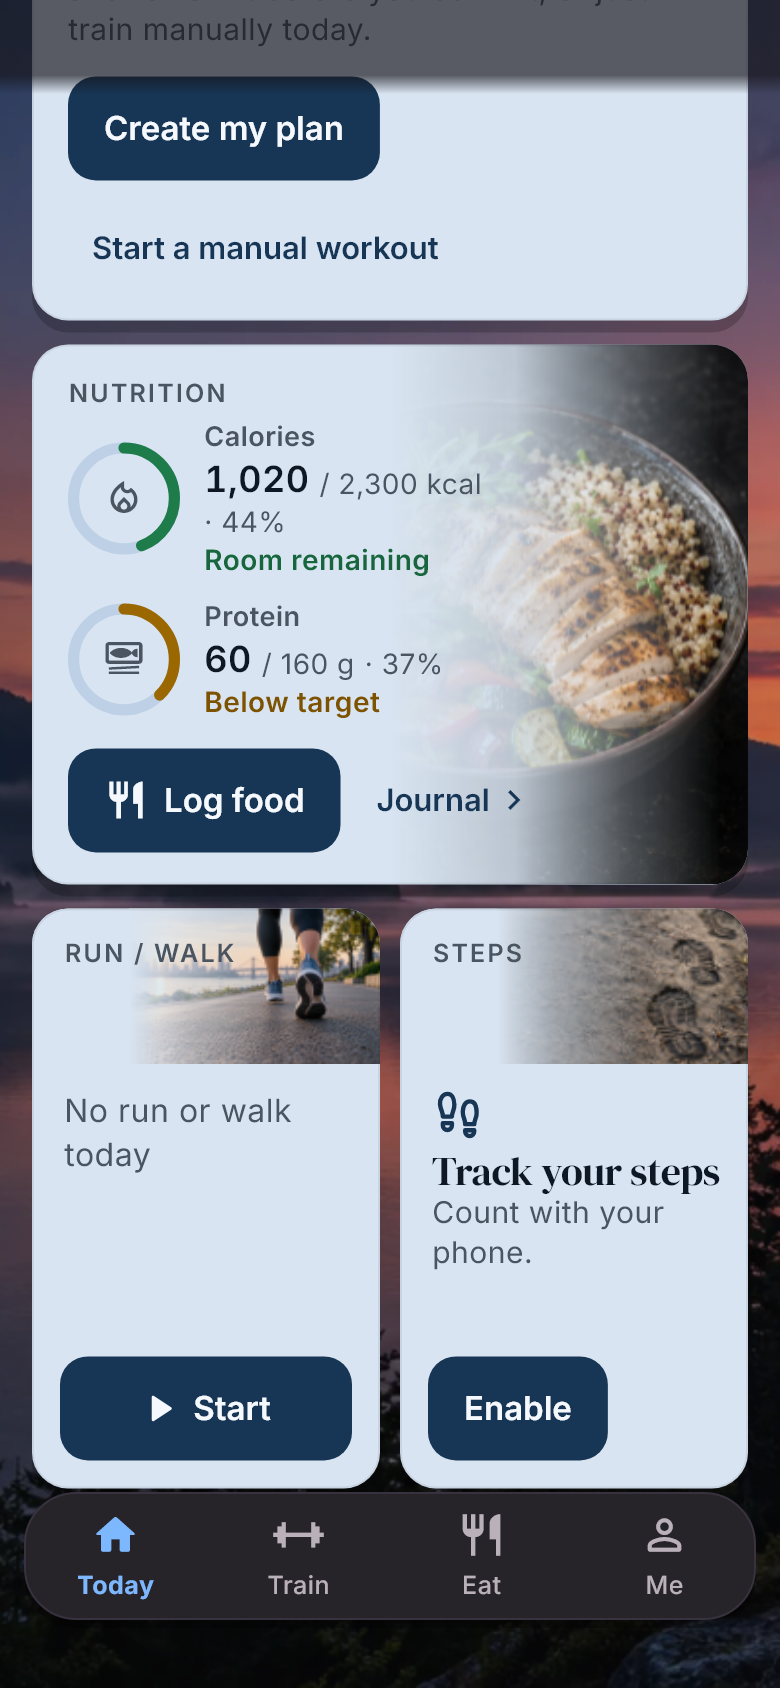 train manually today.
Create my plan
Start a manual workout
NUTRITION
Calories
1,020 / 2,300 kcal
· 44%
Room remaining
Protein
60 / 160 g · 37%
Below target
Log food
Journal
RUN / WALK
No run or walk
today
Start
STEPS
Track your steps
Count with your
phone.
Enable
Today
Train
Eat
Me